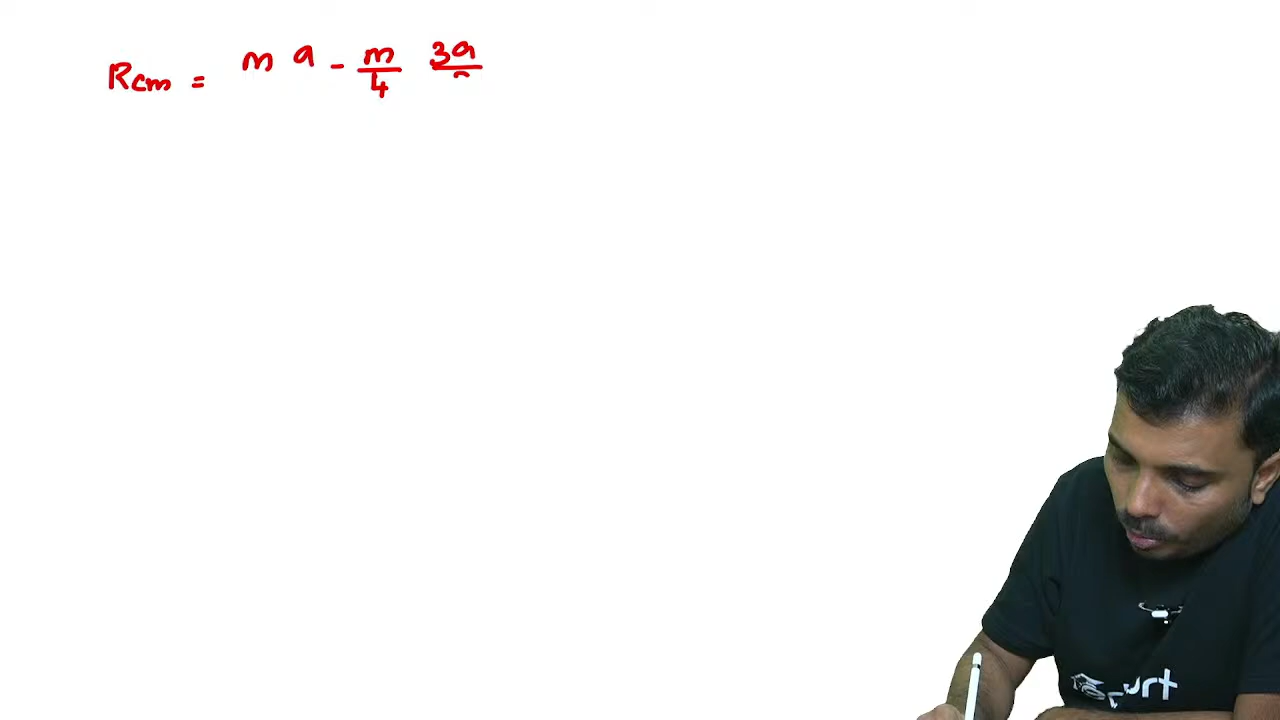 Rcm = m a - m/4 3a/